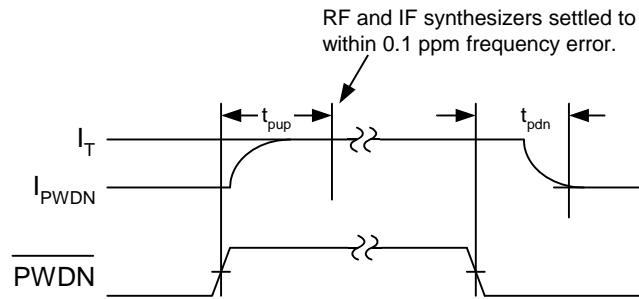 RF and IF synthesizers settled to
within 0.1 ppm frequency error.
tpup
tpdn
IT
IPWDN
PWDN